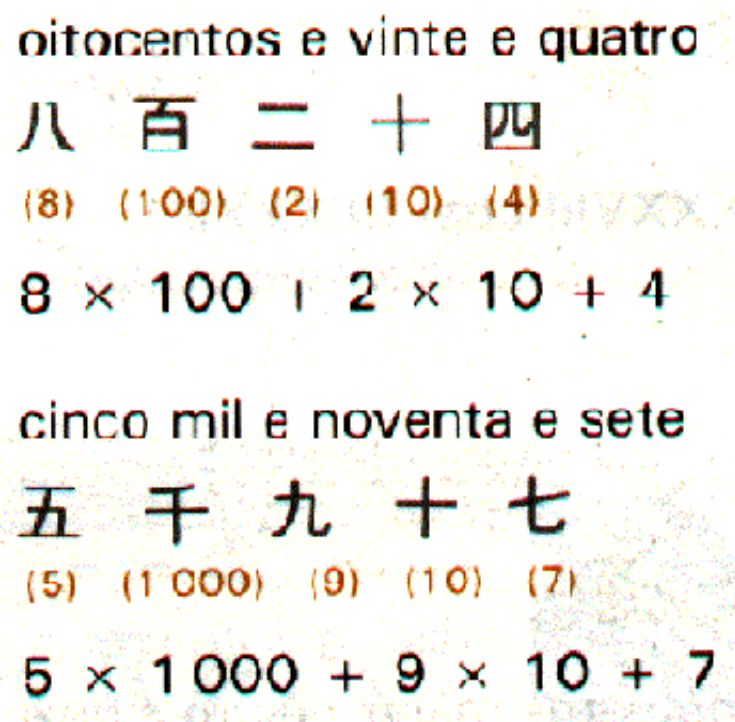 oitocentos e vinte e quatro
八 百 二 十 四
(8) (100) (2) (10) (4)
8 × 100 + 2 × 10 + 4
cinco mil e noventa e sete
五 千 九 十 七
(5) (1 000) (9) (10) (7)
5 × 1 000 + 9 × 10 + 7